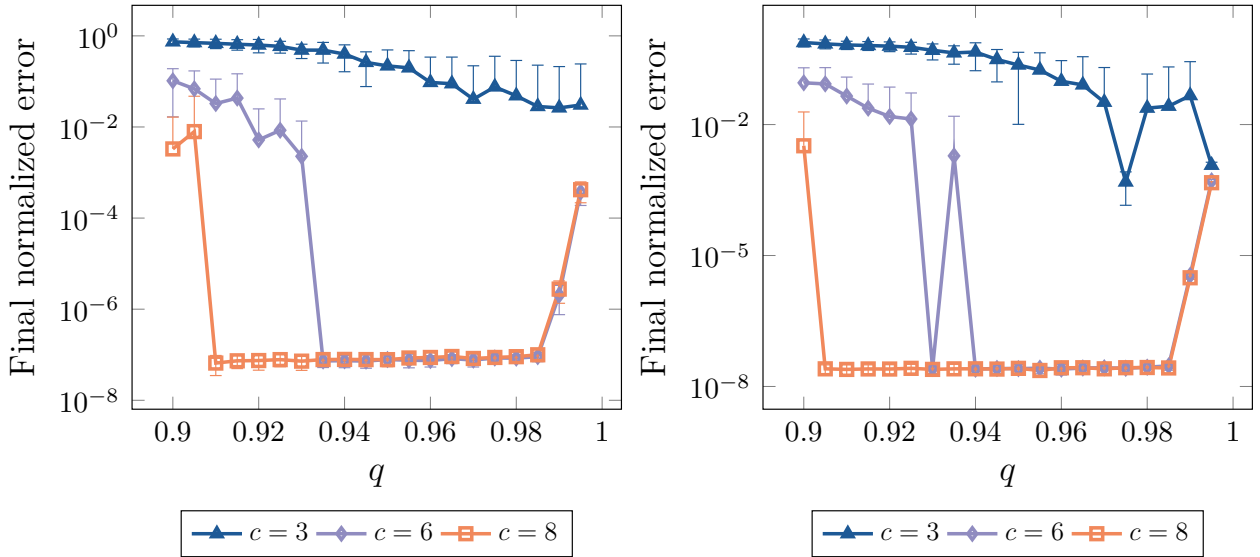 Final normalized error
10^0
10^−2
10^−4
10^−6
10^−8
0.9 0.92 0.94 0.96 0.98 1
q
c = 3 c = 6 c = 8
Final normalized error
10^−2
10^−5
10^−8
0.9 0.92 0.94 0.96 0.98 1
q
c = 3 c = 6 c = 8